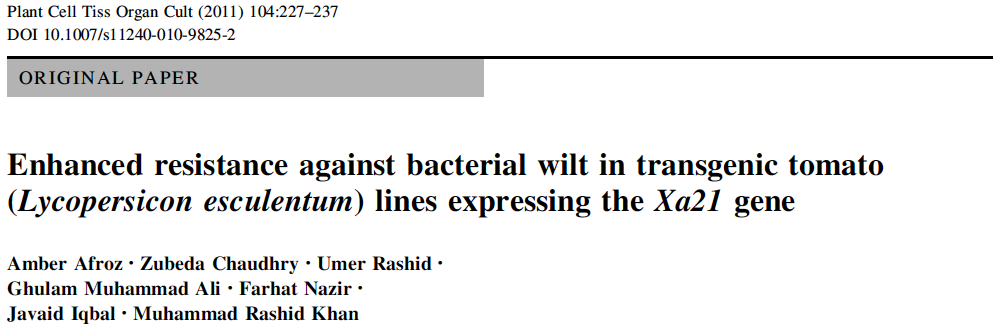 Plant Cell Tiss Organ Cult (2011) 104:227–237
DOI 10.1007/s11240-010-9825-2
ORIGINAL PAPER
Enhanced resistance against bacterial wilt in transgenic tomato
(Lycopersicon esculentum) lines expressing the Xa21 gene
Amber Afroz · Zubeda Chaudhry · Umer Rashid ·
Ghulam Muhammad Ali · Farhat Nazir ·
Javaid Iqbal · Muhammad Rashid Khan